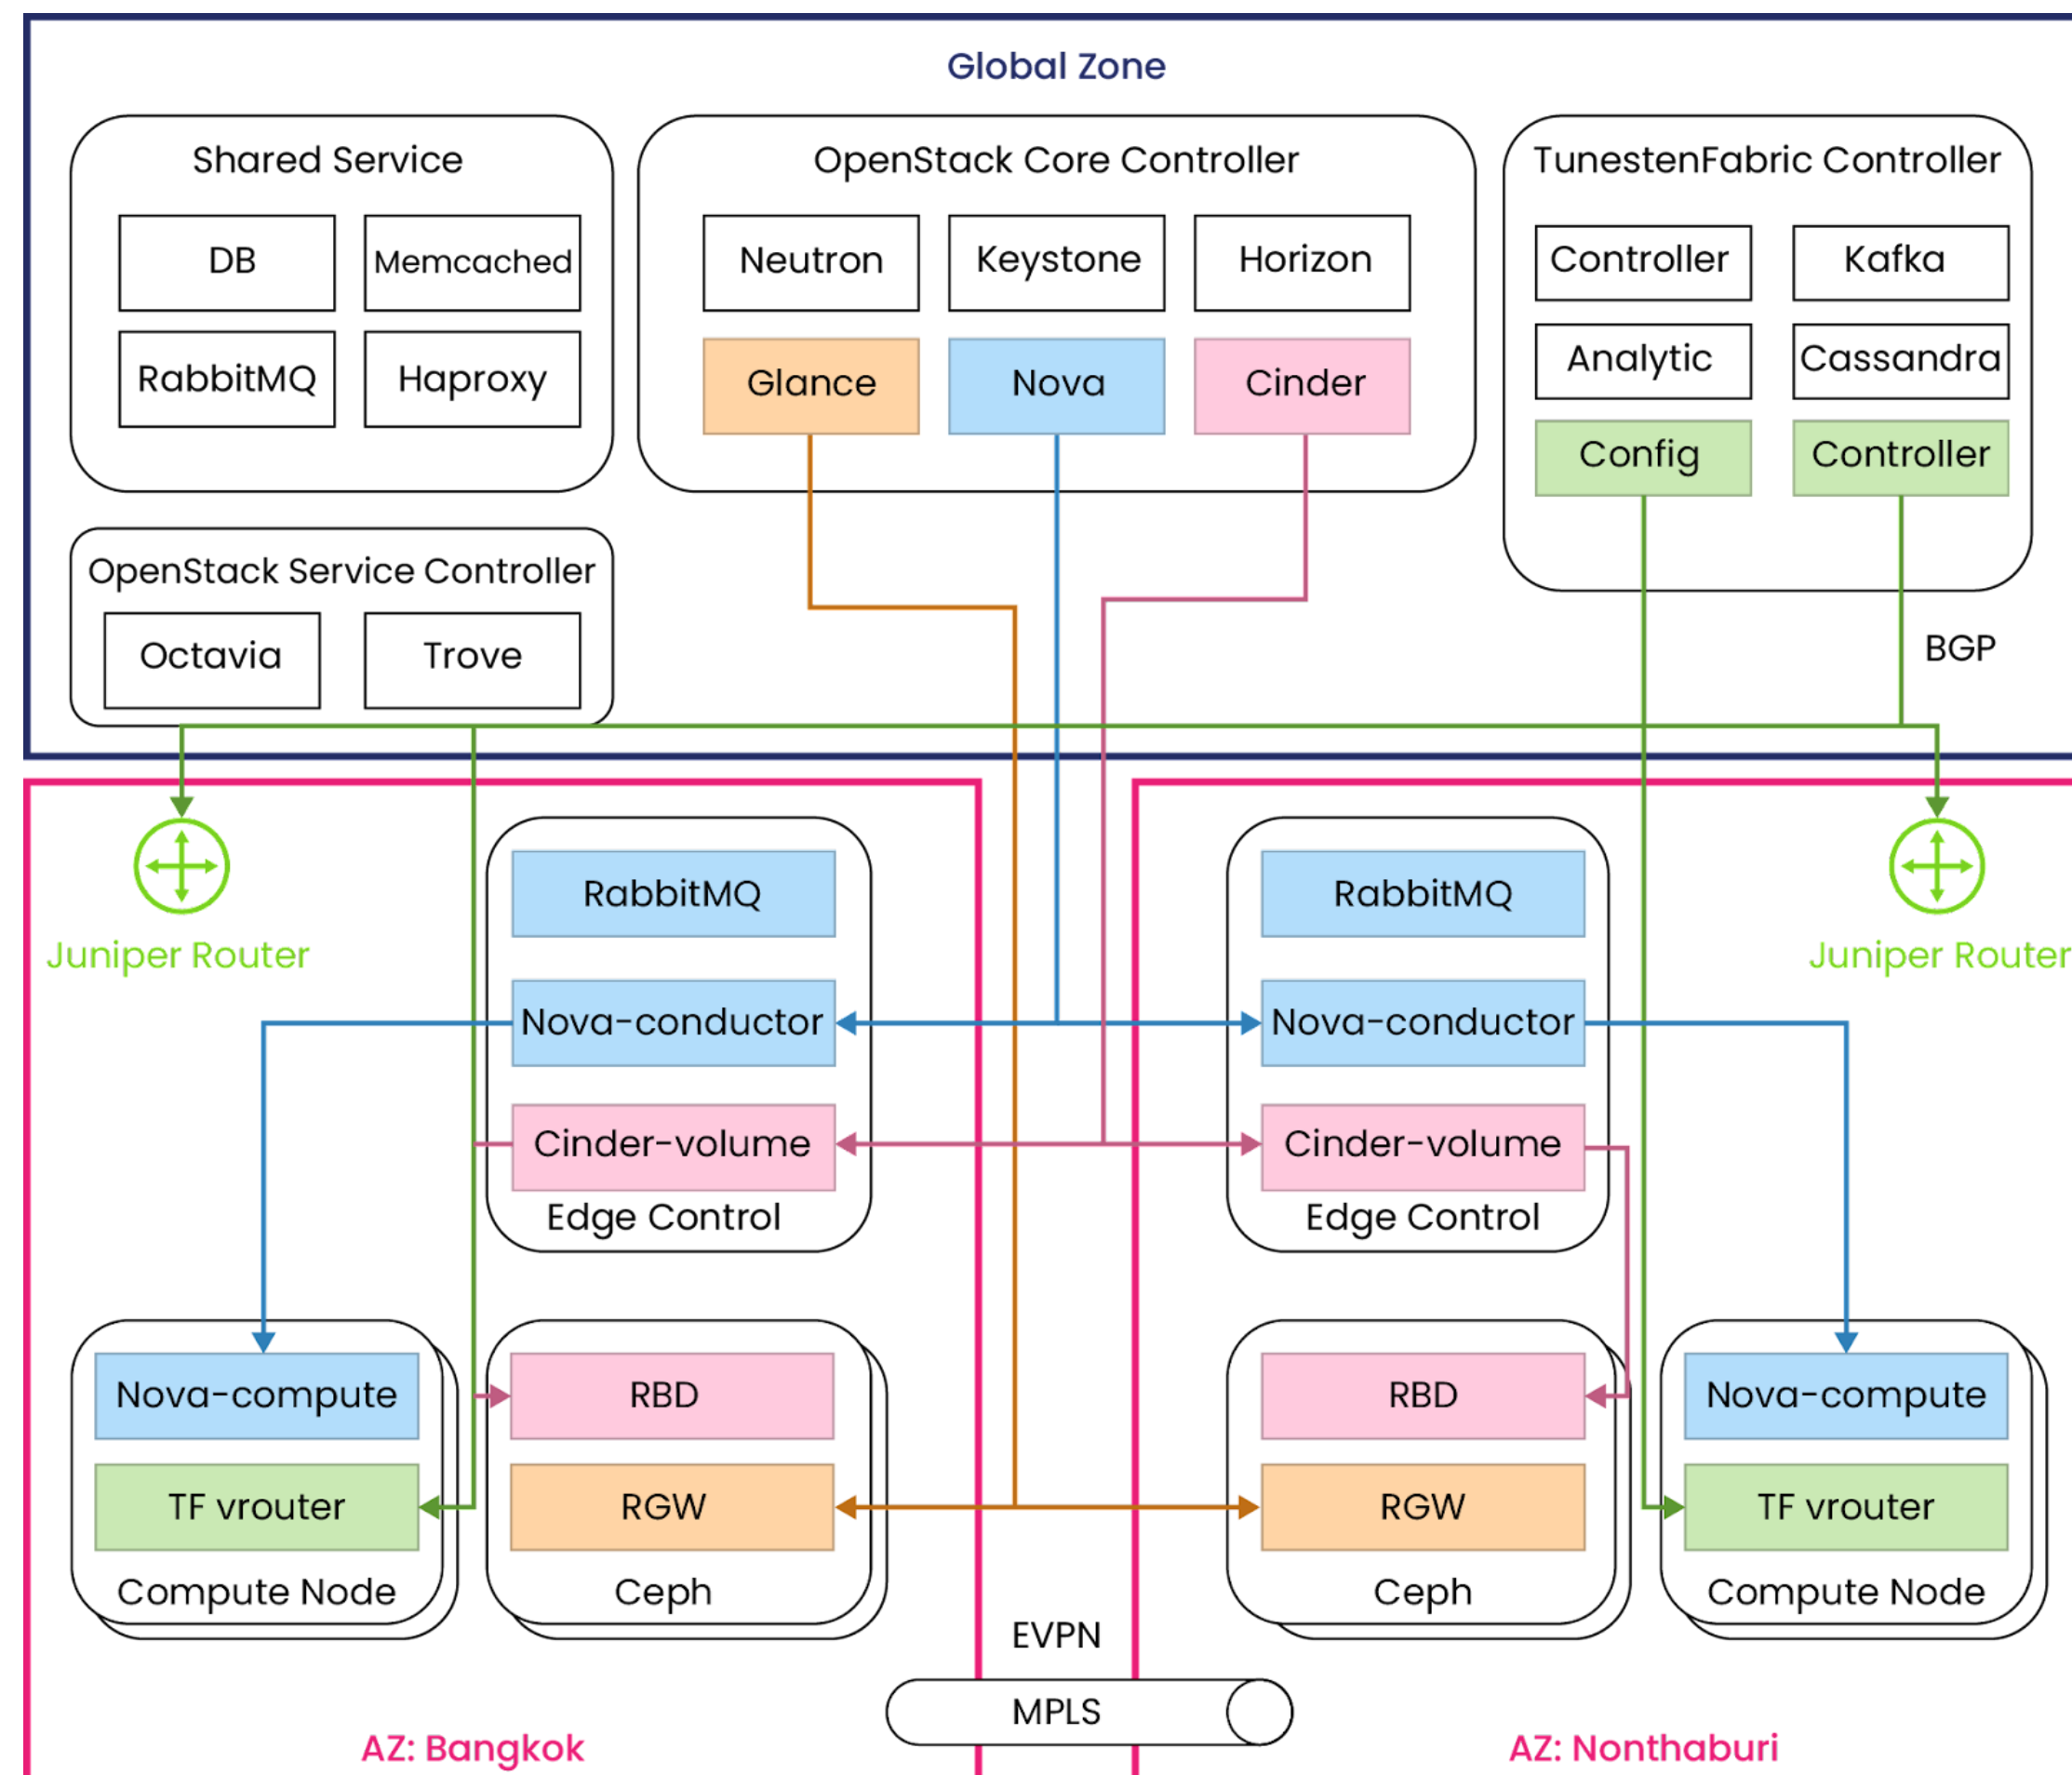 Global Zone
Shared Service
DB
Memcached
RabbitMQ
Haproxy
OpenStack Core Controller
Neutron
Keystone
Horizon
Glance
Nova
Cinder
TunestenFabric Controller
Controller
Kafka
Analytic
Cassandra
Config
Controller
OpenStack Service Controller
Octavia
Trove
BGP
Juniper Router
RabbitMQ
Nova-conductor
Cinder-volume
Edge Control
Nova-compute
TF vrouter
Compute Node
RBD
RGW
Ceph
AZ: Bangkok
EVPN
MPLS
RabbitMQ
Nova-conductor
Cinder-volume
Edge Control
Juniper Router
RBD
RGW
Ceph
Nova-compute
TF vrouter
Compute Node
AZ: Nonthaburi